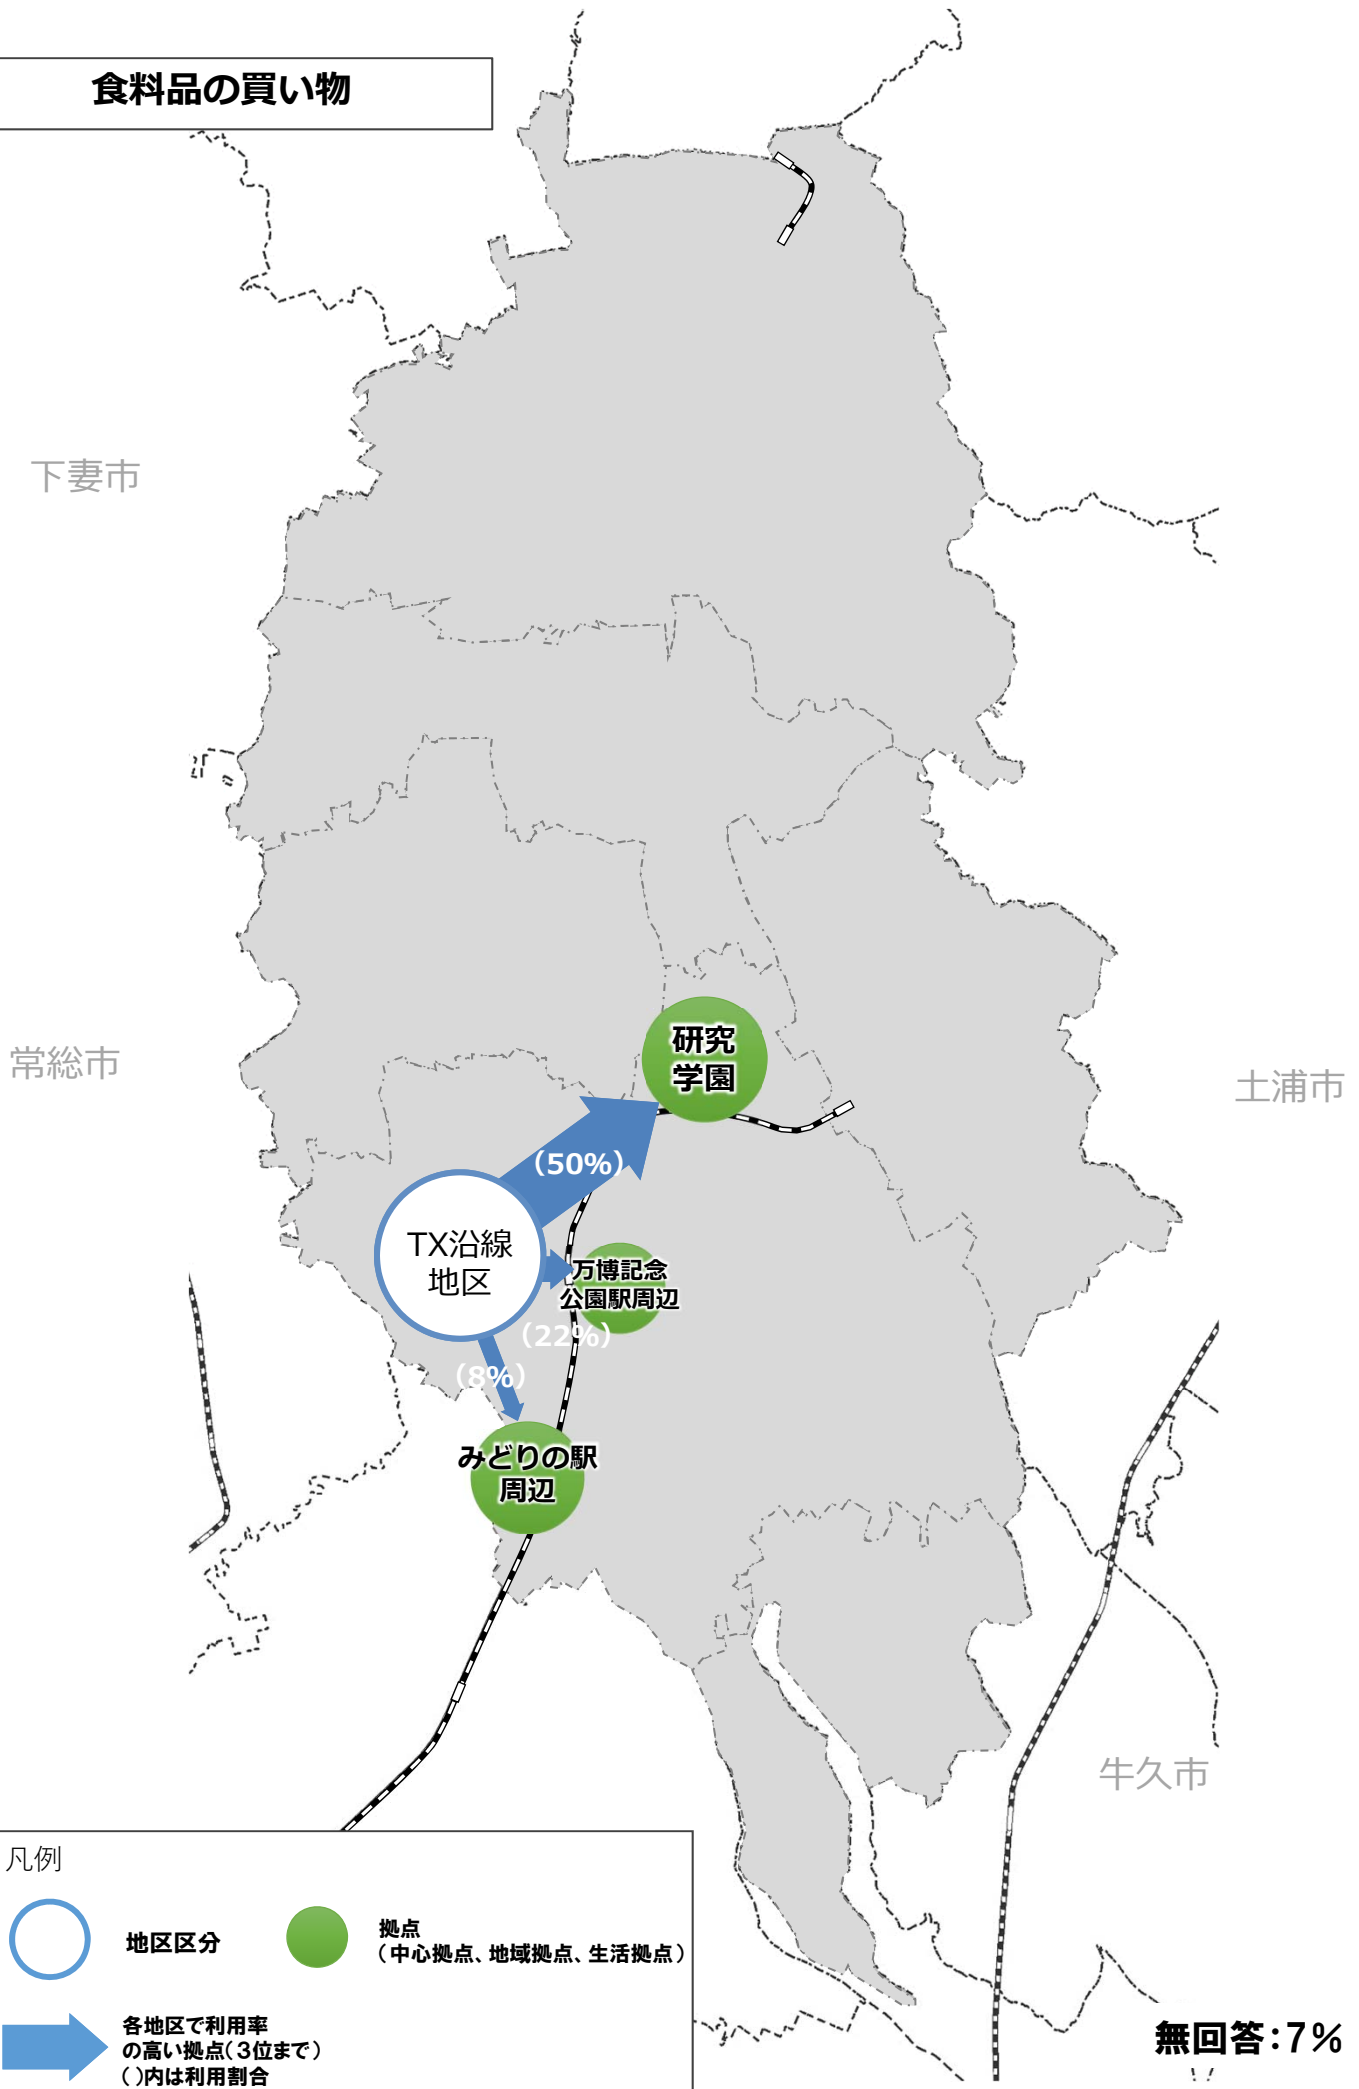 食料品の買い物
下妻市
常総市
研究
学園
土浦市
（50%）
TX沿線
地区
万博記念
公園駅周辺
（22%）
（8%）
みどりの駅
周辺
牛久市
凡例
地区区分
拠点
（中心拠点、地域拠点、生活拠点）
各地区で利用率
の高い拠点（3位まで）
（ ）内は利用割合
無回答：7％